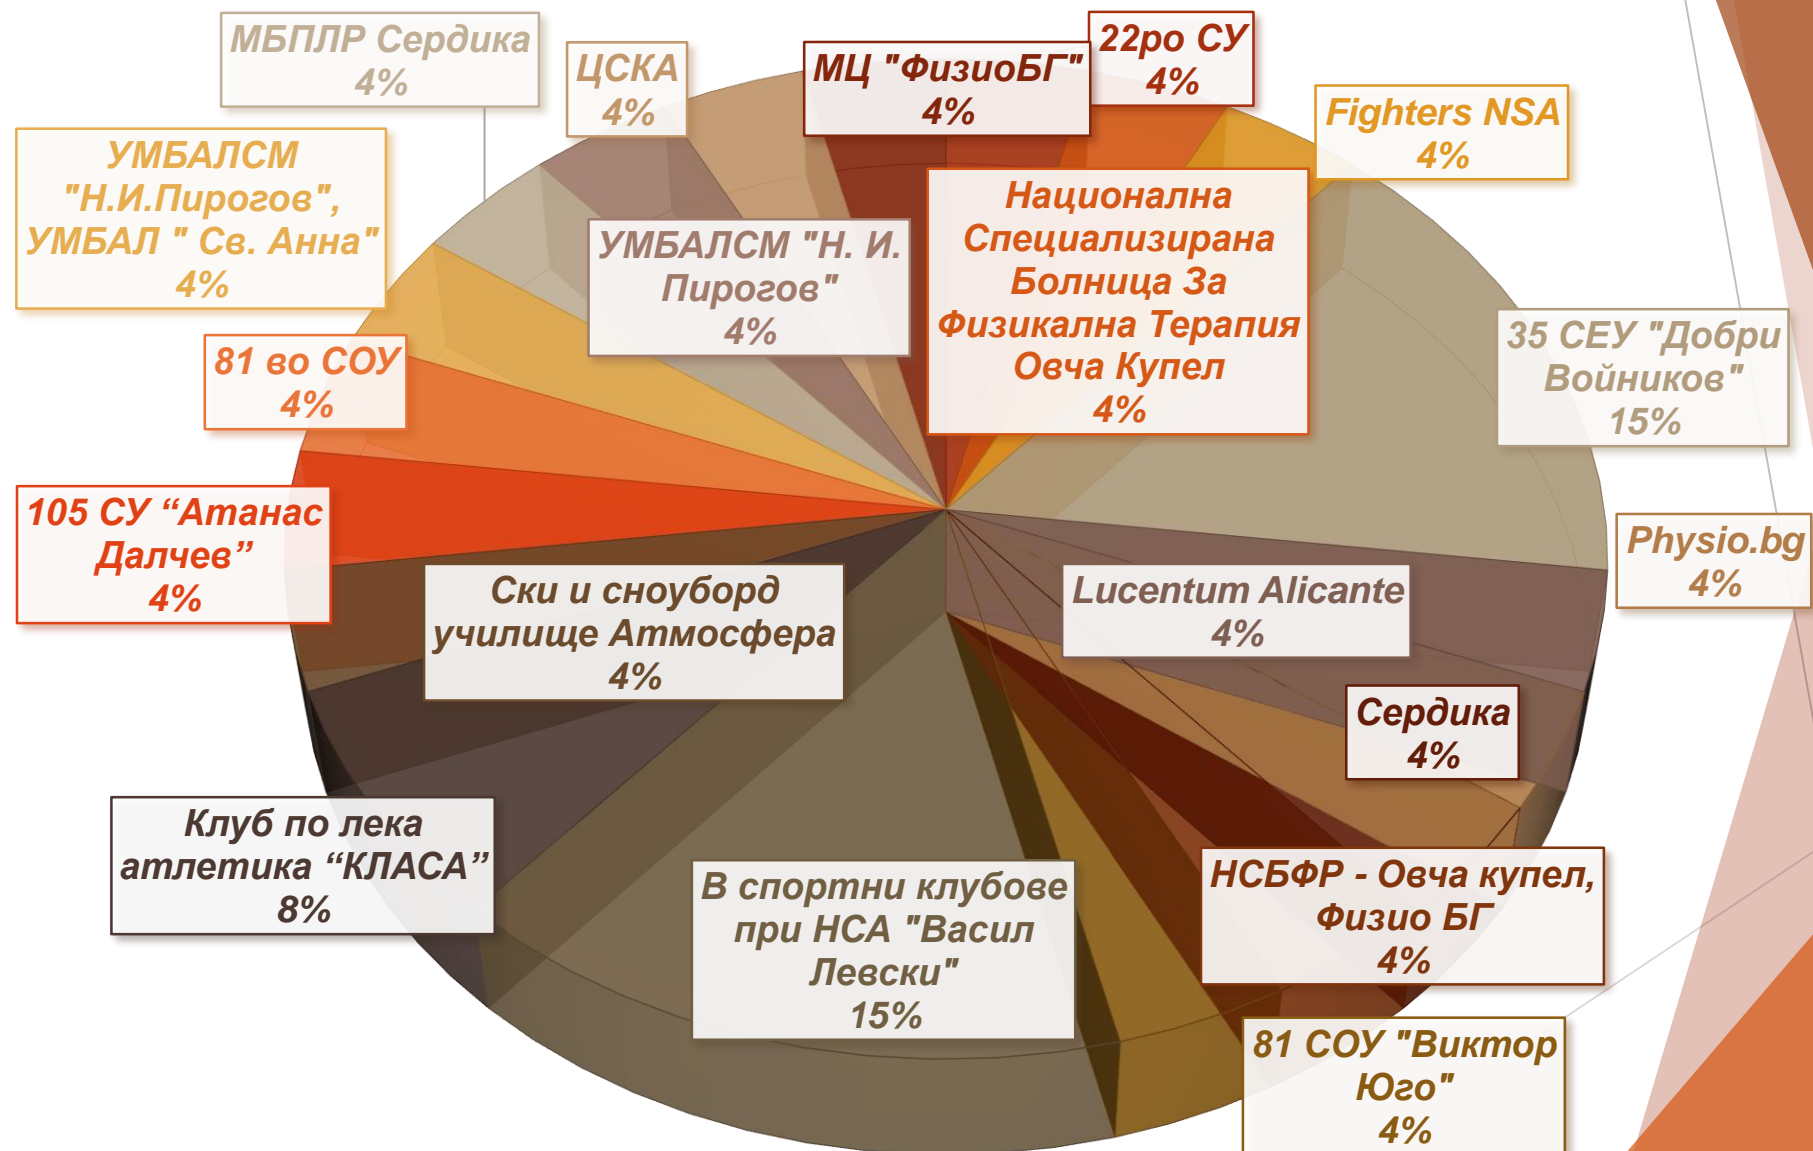 МБПЛР Сердика
4%
ЦСКА
4%
МЦ "ФизиоБГ"
4%
22ро СУ
4%
Fighters NSA
4%
УМБАЛСМ
"Н.И.Пирогов",
УМБАЛ " Св. Анна"
4%
УМБАЛСМ "Н. И.
Пирогов"
4%
Национална
Специализирана
Болница За
Физикална Терапия
Овча Купел
4%
35 СЕУ "Добри
Войников"
15%
81 во СОУ
4%
105 СУ “Атанас
Далчев”
4%
Ски и сноуборд
училище Атмосфера
4%
Lucentum Alicante
4%
Physio.bg
4%
Сердика
4%
Клуб по лека
атлетика “КЛАСА”
8%
В спортни клубове
при НСА "Васил
Левски"
15%
НСБФР - Овча купел,
Физио БГ
4%
81 СОУ "Виктор
Юго"
4%